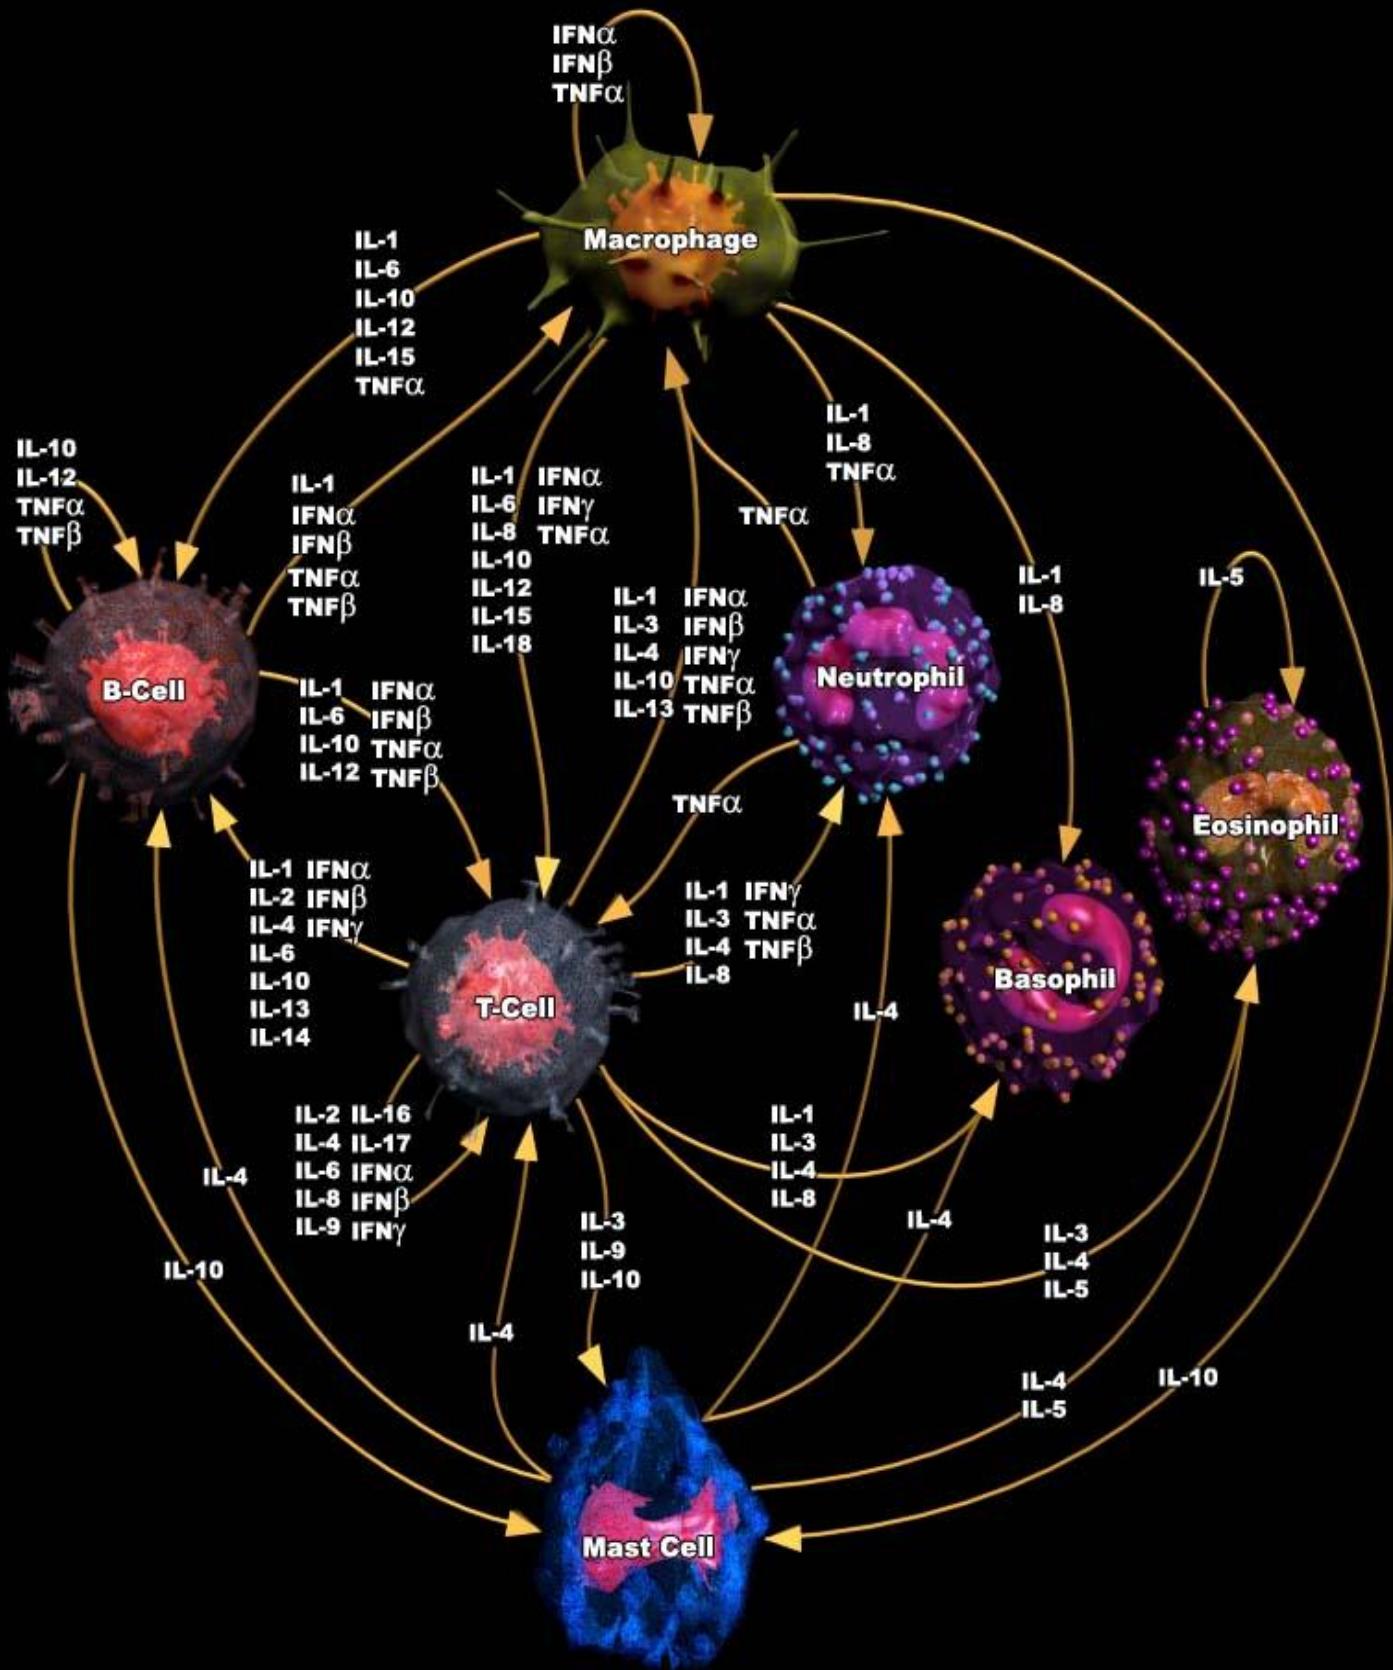 IFNα
IFNβ
TNFα
Macrophage
IL-1
IL-6
IL-10
IL-12
IL-15
TNFα
IL-10
IL-12
TNFα
TNFβ
IL-1
IFNα
IFNβ
TNFα
TNFβ
IL-1 IFNα
IL-6 IFNγ
IL-8 TNFα
IL-10
IL-12
IL-15
IL-18
IL-1
IL-8
TNFα
TNFα
IL-1 IFNα
IL-3 IFNβ
IL-4 IFNγ
IL-10 TNFα
IL-13 TNFβ
IL-1
IL-8
IL-5
B-Cell
Neutrophil
IL-1 IFNα
IL-6 IFNβ
IL-10 TNFα
IL-12 TNFβ
TNFα
Eosinophil
IL-1 IFNα
IL-2 IFNβ
IL-4 IFNγ
IL-6
IL-10
IL-13
IL-14
IL-1 IFNγ
IL-3 TNFα
IL-4 TNFβ
IL-8
T-Cell
Basophil
IL-4
IL-2 IL-16
IL-4 IL-17
IL-6 IFNα
IL-8 IFNβ
IL-9 IFNγ
IL-1
IL-3
IL-4
IL-8
IL-4
IL-10
IL-3
IL-9
IL-10
IL-4
IL-3
IL-4
IL-5
IL-4
IL-4
IL-5
IL-10
Mast Cell